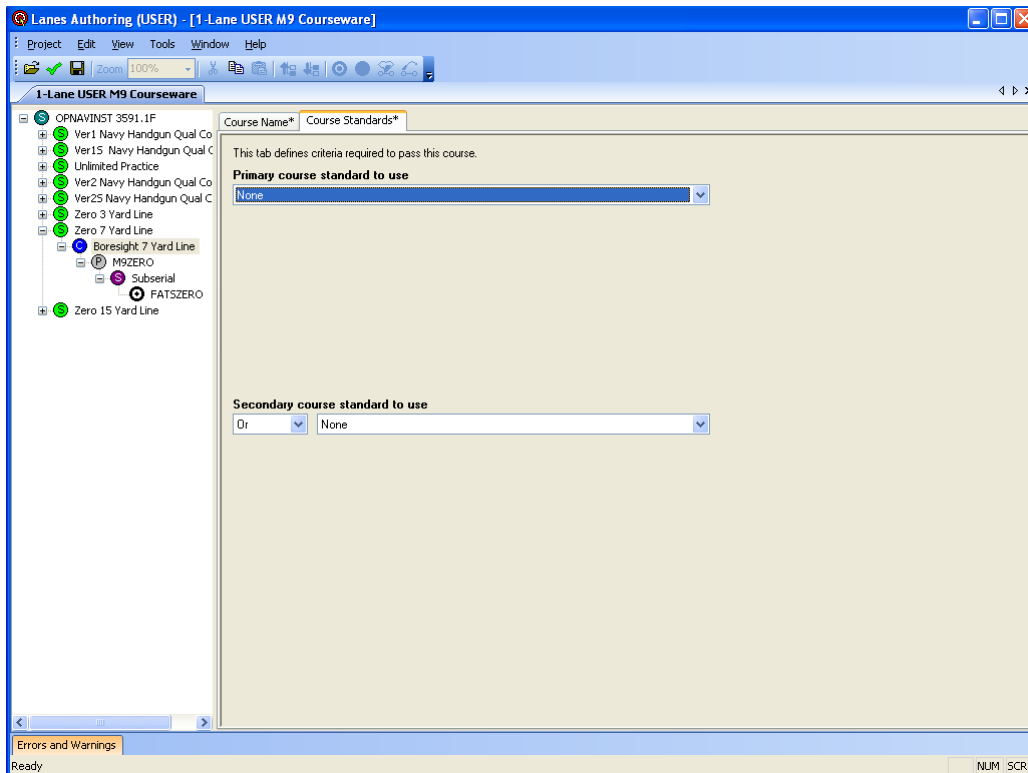 Lanes Authoring (USER) - [1-Lane USER M9 Courseware]
Project Edit View Tools Window Help
Zoom 100%
1-Lane USER M9 Courseware
S OPNAVINST 3591.1F
S Ver1 Navy Handgun Qual Co
S Ver1S Navy Handgun Qual C
S Unlimited Practice
S Ver2 Navy Handgun Qual Co
S Ver2S Navy Handgun Qual C
S Zero 3 Yard Line
S Zero 7 Yard Line
C Boresight 7 Yard Line
P M9ZERO
S Subserial
FATSZERO
S Zero 15 Yard Line
Course Name* Course Standards*
This tab defines criteria required to pass this course.
Primary course standard to use
None
Secondary course standard to use
Or None
Errors and Warnings
Ready NUM SCR